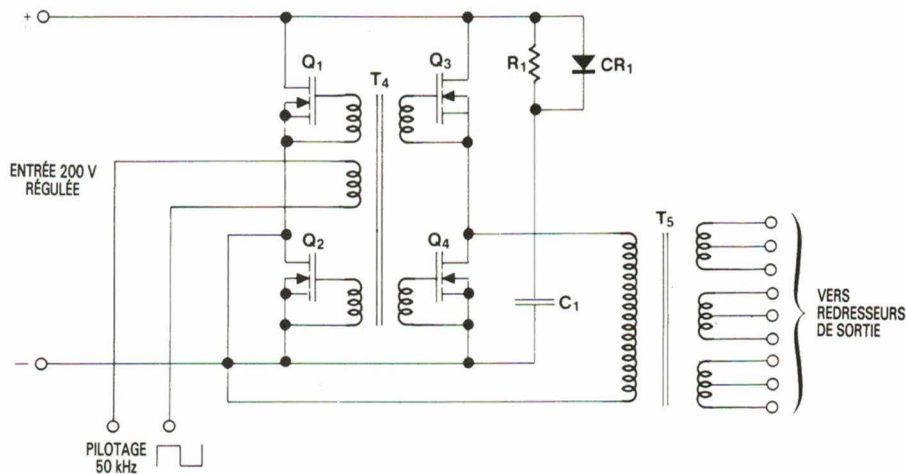 +
Q1
Q3
T4
R1
CR1
ENTRÉE 200 V
RÉGULÉE
Q2
Q4
T5
C1
VERS
REDRESSEURS
DE SORTIE
–
PILOTAGE
50 kHz